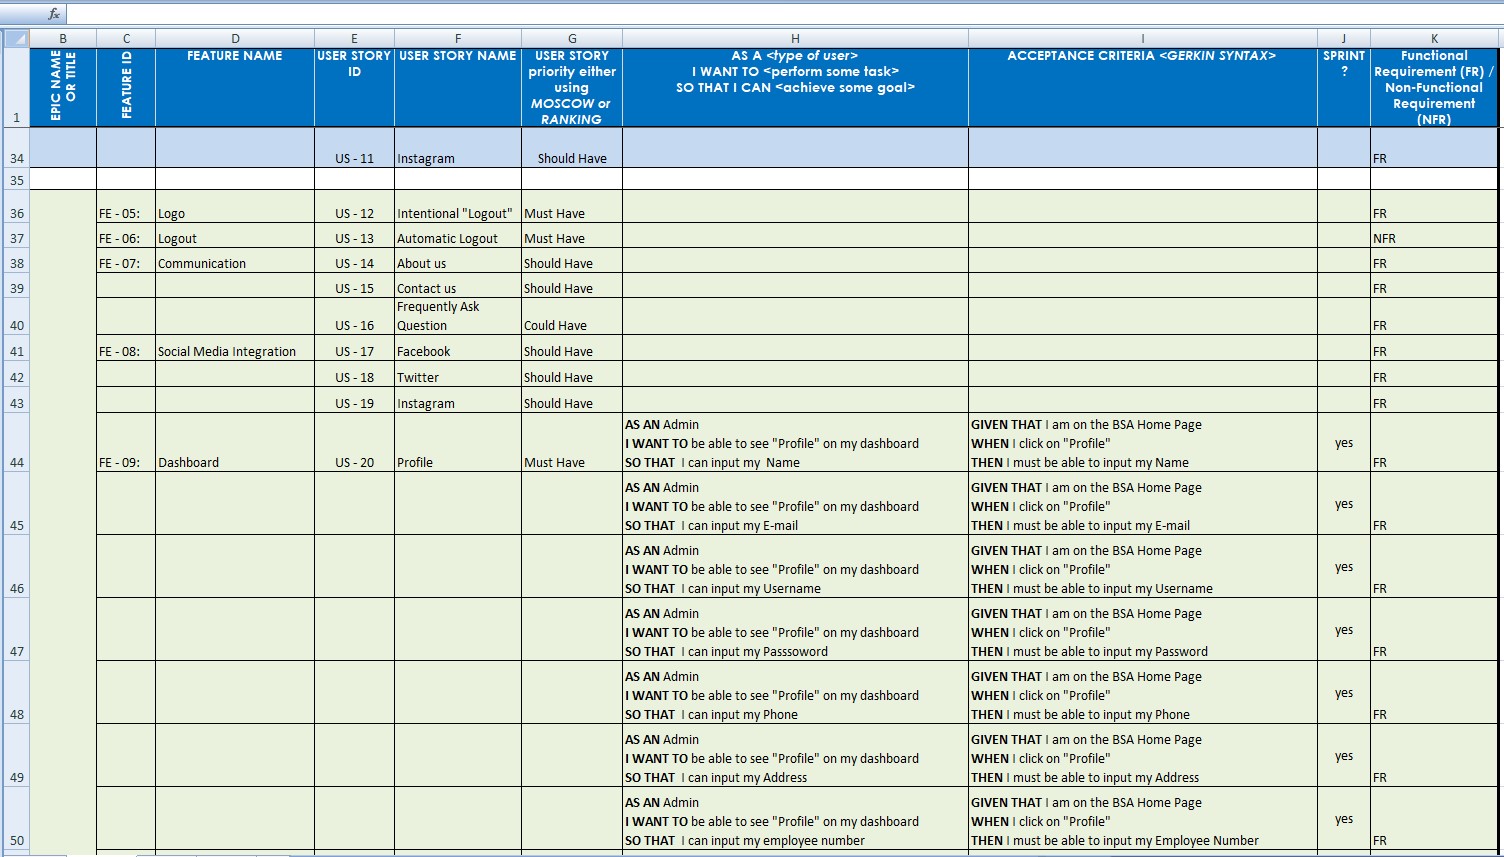 fx
B C D E F G H I J K
1
EPIC NAME OR TITLE
FEATURE ID
FEATURE NAME
USER STORY ID
USER STORY NAME
USER STORY
priority either
using
MOSCOW or
RANKING
AS A <type of user>
I WANT TO <perform some task>
SO THAT I CAN <achieve some goal>
ACCEPTANCE CRITERIA <GERKIN SYNTAX>
SPRINT
?
Functional
Requirement (FR) /
Non-Functional
Requirement
(NFR)
34 US - 11 Instagram Should Have FR
35
36 FE - 05: Logo US - 12 Intentional "Logout" Must Have FR
37 FE - 06: Logout US - 13 Automatic Logout Must Have NFR
38 FE - 07: Communication US - 14 About us Should Have FR
39 US - 15 Contact us Should Have FR
Frequently Ask
40 US - 16 Question Could Have FR
41 FE - 08: Social Media Integration US - 17 Facebook Should Have FR
42 US - 18 Twitter Should Have FR
43 US - 19 Instagram Should Have FR
AS AN Admin GIVEN THAT I am on the BSA Home Page
I WANT TO be able to see "Profile" on my dashboard WHEN I click on "Profile" yes
44 FE - 09: Dashboard US - 20 Profile Must Have SO THAT I can input my Name THEN I must be able to input my Name FR
AS AN Admin GIVEN THAT I am on the BSA Home Page
I WANT TO be able to see "Profile" on my dashboard WHEN I click on "Profile" yes
45 SO THAT I can input my E-mail THEN I must be able to input my E-mail FR
AS AN Admin GIVEN THAT I am on the BSA Home Page
I WANT TO be able to see "Profile" on my dashboard WHEN I click on "Profile" yes
46 SO THAT I can input my Username THEN I must be able to input my Username FR
AS AN Admin GIVEN THAT I am on the BSA Home Page
I WANT TO be able to see "Profile" on my dashboard WHEN I click on "Profile" yes
47 SO THAT I can input my Passsoword THEN I must be able to input my Password FR
AS AN Admin GIVEN THAT I am on the BSA Home Page
I WANT TO be able to see "Profile" on my dashboard WHEN I click on "Profile" yes
48 SO THAT I can input my Phone THEN I must be able to input my Phone FR
AS AN Admin GIVEN THAT I am on the BSA Home Page
I WANT TO be able to see "Profile" on my dashboard WHEN I click on "Profile" yes
49 SO THAT I can input my Address THEN I must be able to input my Address FR
AS AN Admin GIVEN THAT I am on the BSA Home Page
I WANT TO be able to see "Profile" on my dashboard WHEN I click on "Profile" yes
50 SO THAT I can input my employee number THEN I must be able to input my Employee Number FR